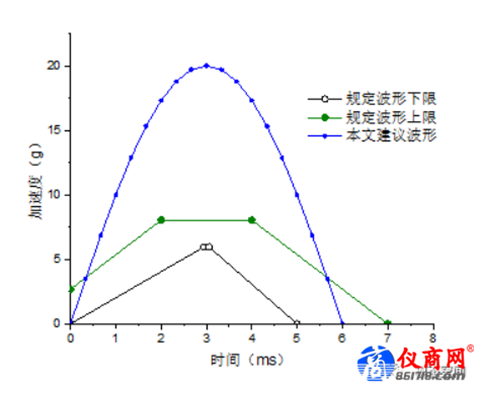 20
15
10
5
0
加速度（g）
规定波形下限
规定波形上限
本文建议波形
0 1 2 3 4 5 6 7 8
时间（ms）
仪商网®
861718.com